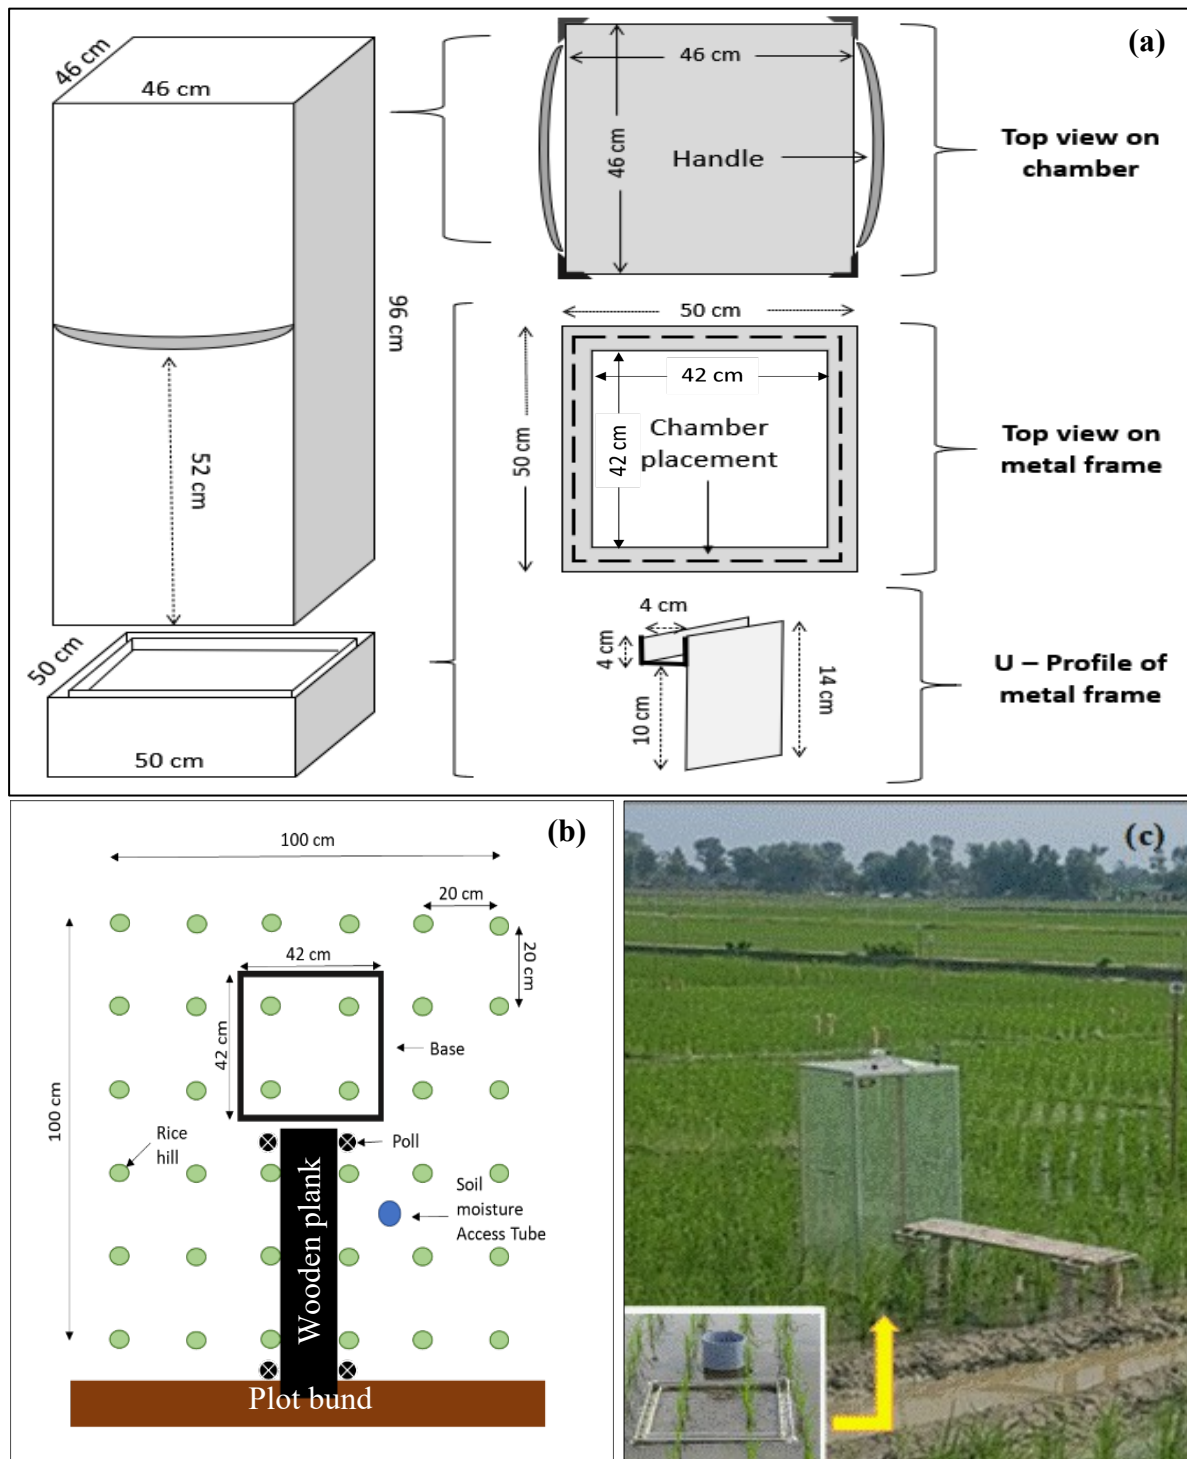 (a)
46 cm
46 cm
96 cm
52 cm
50 cm
50 cm
46 cm
46 cm
Handle
Top view on
chamber
50 cm
50 cm
42 cm
42 cm
Chamber
placement
Top view on
metal frame
4 cm
4 cm
10 cm
14 cm
U – Profile of
metal frame
(b)
100 cm
20 cm
20 cm
42 cm
42 cm
Base
100 cm
Rice
hill
Poll
Soil
moisture
Access Tube
Wooden plank
Plot bund
(c)